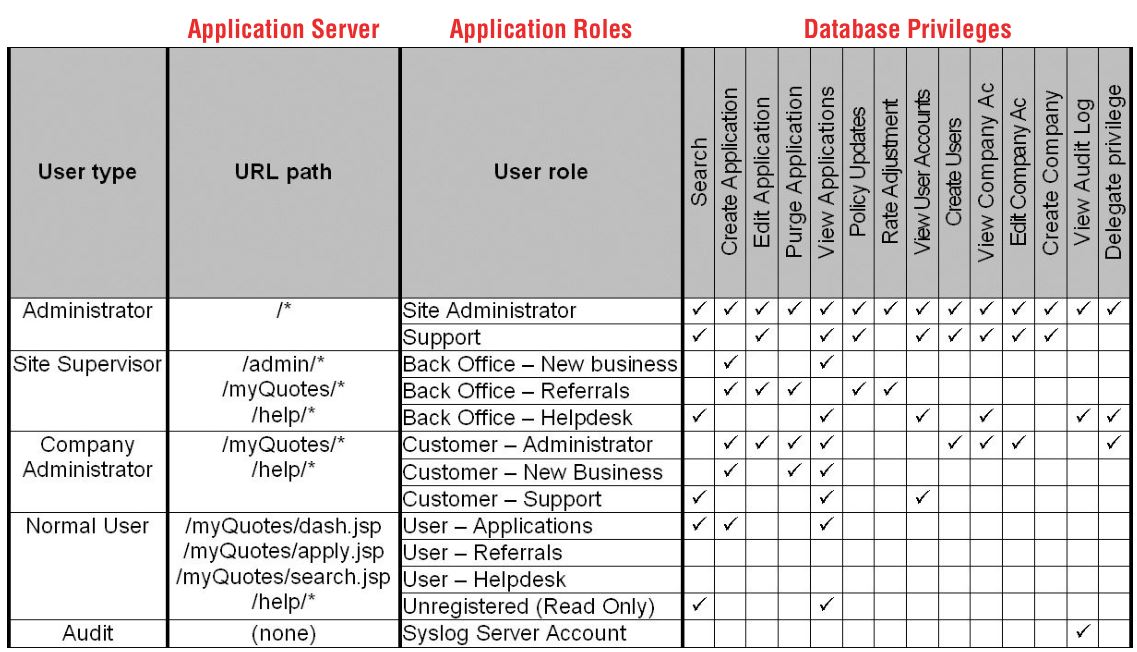 Application Server Application Roles Database Privileges
User type URL path User role Search Create Application Edit Application Purge Application View Applications Policy Updates Rate Adjustment View User Accounts Create Users View Company Ac Edit Company Ac Create Company View Audit Log Delegate privilege
Administrator /* Site Administrator ✓ ✓ ✓ ✓ ✓ ✓ ✓ ✓ ✓ ✓ ✓ ✓ ✓ ✓
Support ✓ ✓ ✓ ✓ ✓ ✓ ✓ ✓ ✓
Site Supervisor /admin/* Back Office – New business ✓ ✓
/myQuotes/* Back Office – Referrals ✓ ✓ ✓ ✓ ✓
/help/* Back Office – Helpdesk ✓ ✓ ✓ ✓ ✓ ✓
Company /myQuotes/* Customer – Administrator ✓ ✓ ✓ ✓ ✓ ✓ ✓ ✓
Administrator /help/* Customer – New Business ✓ ✓ ✓
Customer – Support ✓ ✓ ✓
Normal User /myQuotes/dash.jsp User – Applications ✓ ✓ ✓
/myQuotes/apply.jsp User – Referrals
/myQuotes/search.jsp User – Helpdesk
/help/* Unregistered (Read Only) ✓ ✓
Audit (none) Syslog Server Account ✓